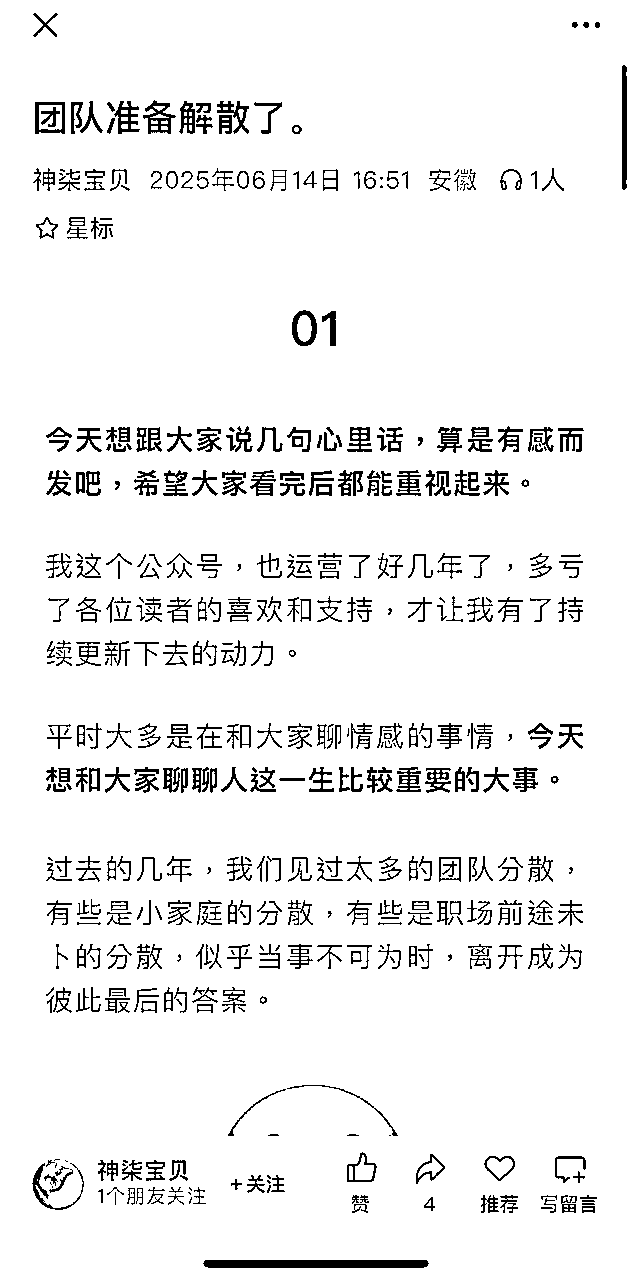 团队准备解散了。
神柒宝贝 2025年06月14日 16:51 安徽 1人
星标
01
今天想跟大家说几句心里话，算是有感而
发吧，希望大家看完后都能重视起来。
我这个公众号，也运营了好几年了，多亏
了各位读者的喜欢和支持，才让我有了持
续更新下去的动力。
平时大多是在和大家聊情感的事情，今天
想和大家聊聊人这一生比较重要的大事。
过去的几年，我们见过太多的团队分散，
有些是小家庭的分散，有些是职场前途未
卜的分散，似乎当事不可为时，离开成为
彼此最后的答案。
神柒宝贝
1个朋友关注
+关注
赞
4
推荐
写留言